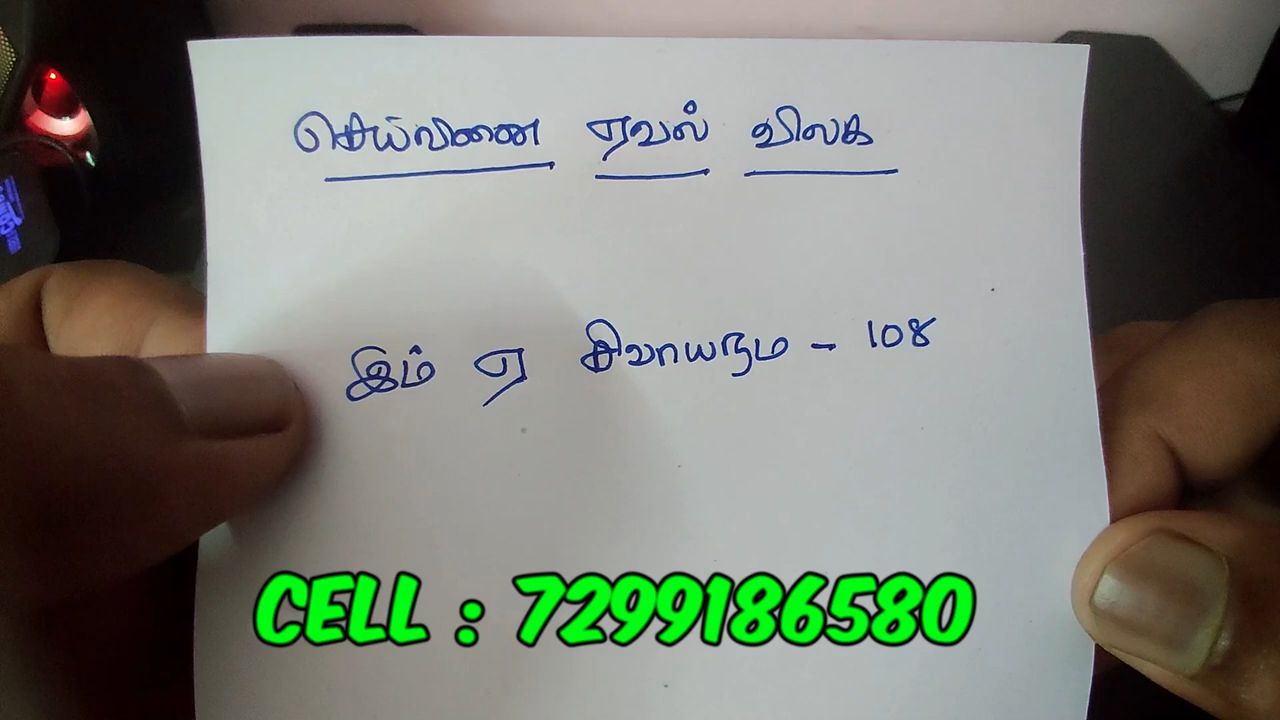 செய்வினை ஏவல் விலக
இம் ஏ சிவாயநம - 108
CELL : 7299186580